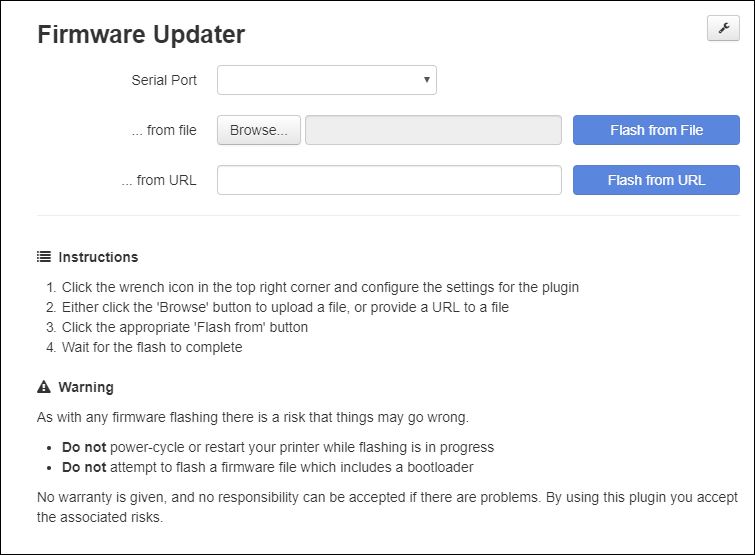 Firmware Updater
Serial Port
... from file
Browse...
Flash from File
... from URL
Flash from URL
Instructions
1. Click the wrench icon in the top right corner and configure the settings for the plugin
2. Either click the 'Browse' button to upload a file, or provide a URL to a file
3. Click the appropriate 'Flash from' button
4. Wait for the flash to complete
Warning
As with any firmware flashing there is a risk that things may go wrong.
• Do not power-cycle or restart your printer while flashing is in progress
• Do not attempt to flash a firmware file which includes a bootloader
No warranty is given, and no responsibility can be accepted if there are problems. By using this plugin you accept
the associated risks.